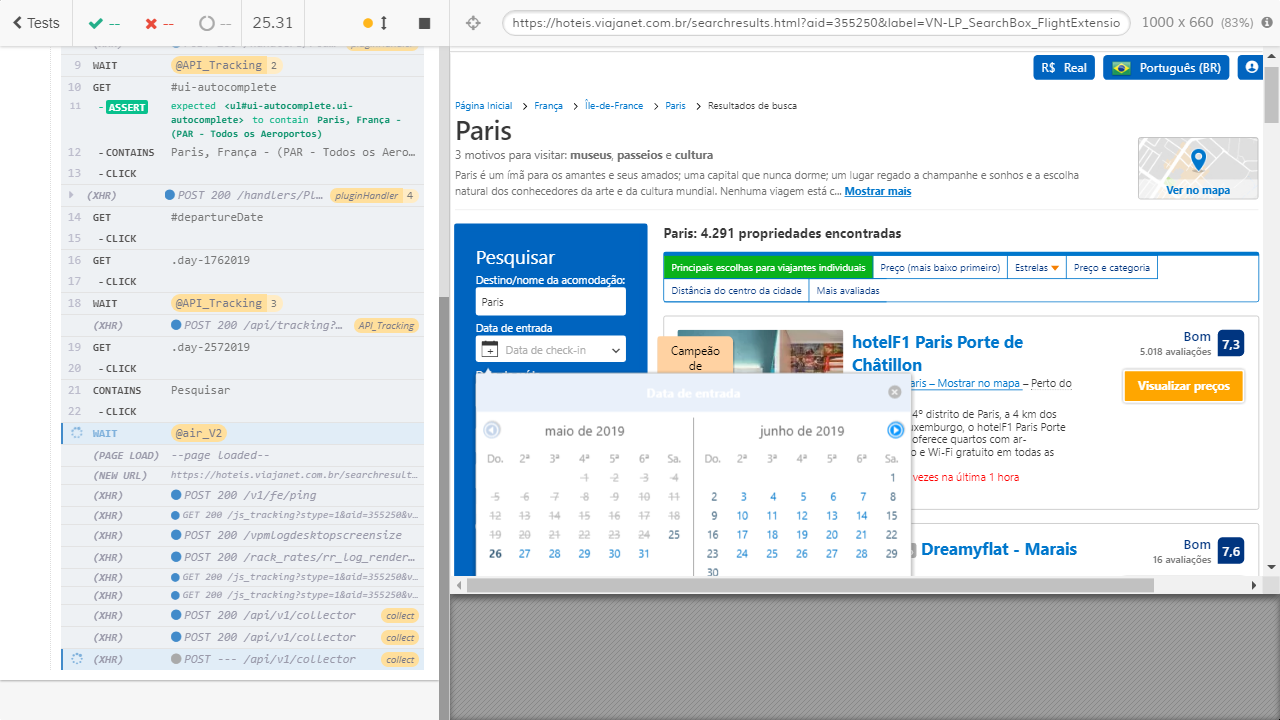 Tests
--
--
--
25.31
https://hoteis.viajanet.com.br/searchresults.html?aid=355250&label=VN-LP_SearchBox_FlightExtensio
1000 x 660 (83%)
9 WAIT @API_Tracking 2
10 GET #ui-autocomplete
11 - ASSERT expected <ul#ui-autocomplete.ui-
autocomplete> to contain Paris, França -
(PAR - Todos os Aeroportos)
12 - CONTAINS Paris, França - (PAR - Todos os Aero…
13 - CLICK
(XHR) POST 200 /handlers/PL… pluginHandler 4
14 GET #departureDate
15 - CLICK
16 GET .day-1762019
17 - CLICK
18 WAIT @API_Tracking 3
(XHR) POST 200 /api/tracking?… API_Tracking
19 GET .day-2572019
20 - CLICK
21 CONTAINS Pesquisar
22 - CLICK
WAIT @air_V2
(PAGE LOAD) --page loaded--
(NEW URL) https://hoteis.viajanet.com.br/searchresult…
(XHR) POST 200 /v1/fe/ping
(XHR) GET 200 /js_tracking?stype=1&aid=355250&v…
(XHR) POST 200 /vpmlogdesktopscreensize
(XHR) POST 200 /rack_rates/rr_log_render…
(XHR) GET 200 /js_tracking?stype=1&aid=355250&v…
(XHR) GET 200 /js_tracking?stype=1&aid=355250&v…
(XHR) POST 200 /api/v1/collector collect
(XHR) POST 200 /api/v1/collector collect
(XHR) POST --- /api/v1/collector collect
R$ Real
Português (BR)
Página Inicial > França > Île-de-France > Paris > Resultados de busca
Paris
3 motivos para visitar: museus, passeios e cultura
Paris é um ímã para os amantes e seus amados; uma capital que nunca dorme; um lugar regado a champanhe e sonhos e a escolha
natural dos conhecedores da arte e da cultura mundial. Nenhuma viagem está c... Mostrar mais
Ver no mapa
Pesquisar
Destino/nome da acomodação:
Paris
Data de entrada
Data de check-in
Paris: 4.291 propriedades encontradas
Principais escolhas para viajantes individuais
Preço (mais baixo primeiro)
Estrelas
Preço e categoria
Distância do centro da cidade
Mais avaliadas
Campeão
de
hotelF1 Paris Porte de
Châtillon
aris – Mostrar no mapa – Perto do
4º distrito de Paris, a 4 km dos
uxemburgo, o hotelF1 Paris Porte
oferece quartos com ar-
o e Wi-Fi gratuito em todas as
vezes na última 1 hora
Bom 7,3
5.018 avaliações
Visualizar preços
Data de entrada
maio de 2019
Do. 2ª 3ª 4ª 5ª 6ª Sa.
1 2 3 4
5 6 7 8 9 10 11
12 13 14 15 16 17 18
19 20 21 22 23 24 25
26 27 28 29 30 31
junho de 2019
Do. 2ª 3ª 4ª 5ª 6ª Sa.
1
2 3 4 5 6 7 8
9 10 11 12 13 14 15
16 17 18 19 20 21 22
23 24 25 26 27 28 29
30
Dreamyflat - Marais
Bom 7,6
16 avaliações